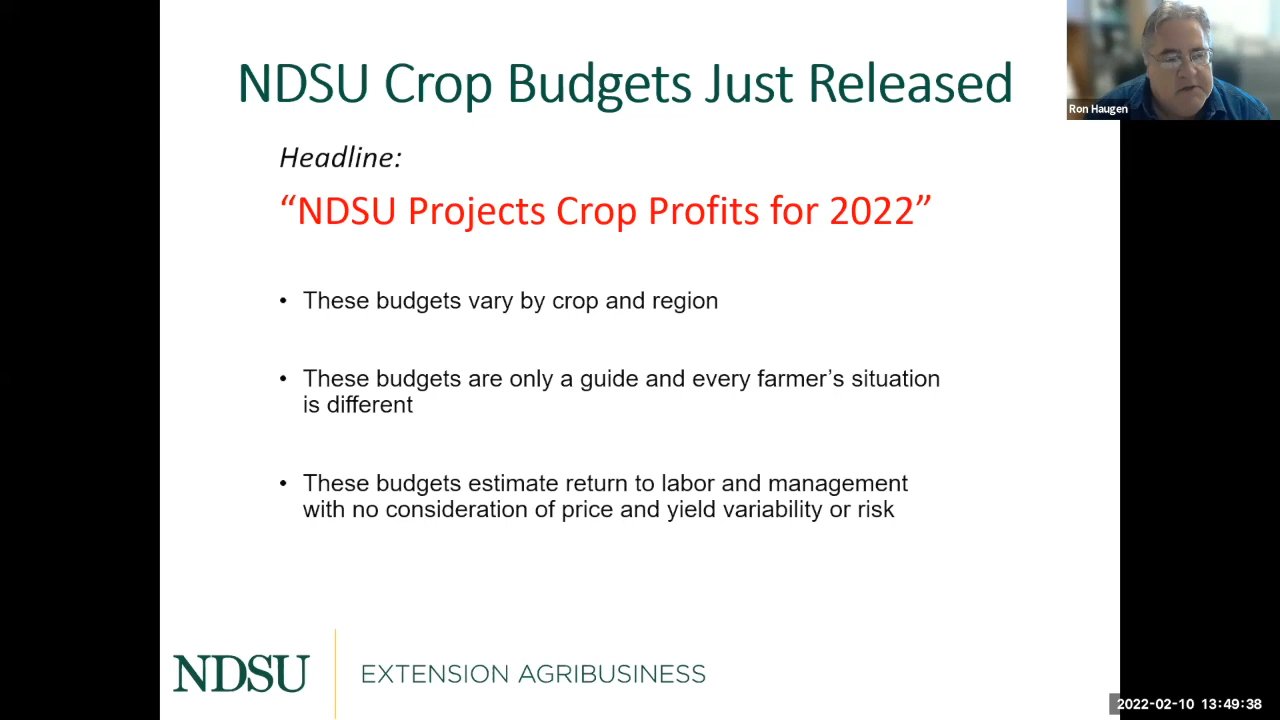 NDSU Crop Budgets Just Released
Ron Haugen
Headline:
“NDSU Projects Crop Profits for 2022”
• These budgets vary by crop and region
• These budgets are only a guide and every farmer’s situation
is different
• These budgets estimate return to labor and management
with no consideration of price and yield variability or risk
NDSU
EXTENSION AGRIBUSINESS
2022-02-10 13:49:38